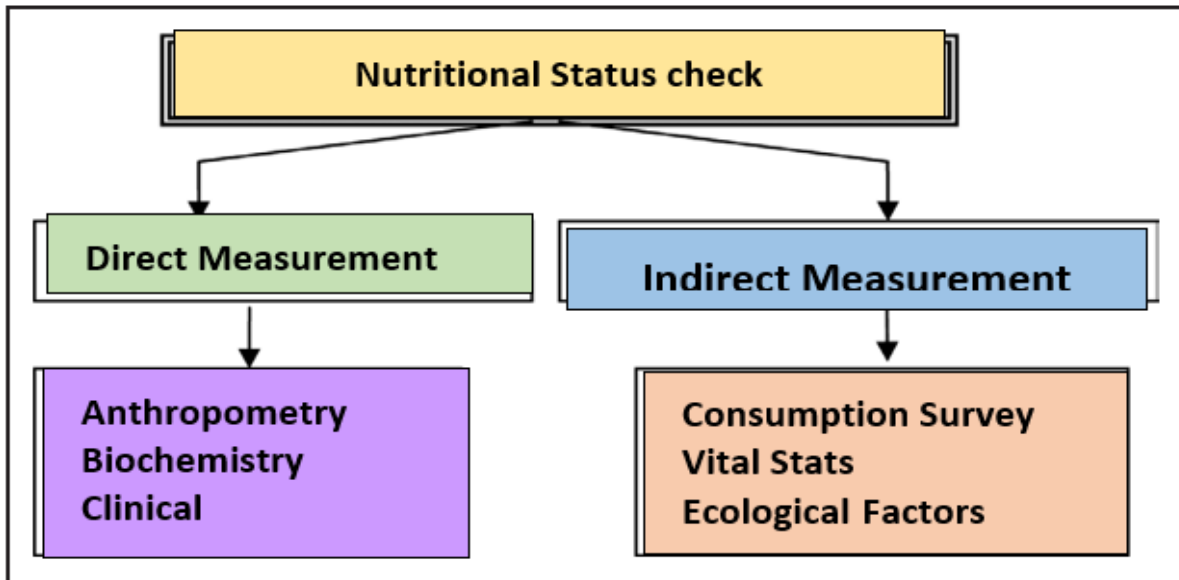 Nutritional Status check
Direct Measurement
Indirect Measurement
Anthropometry
Biochemistry
Clinical
Consumption Survey
Vital Stats
Ecological Factors